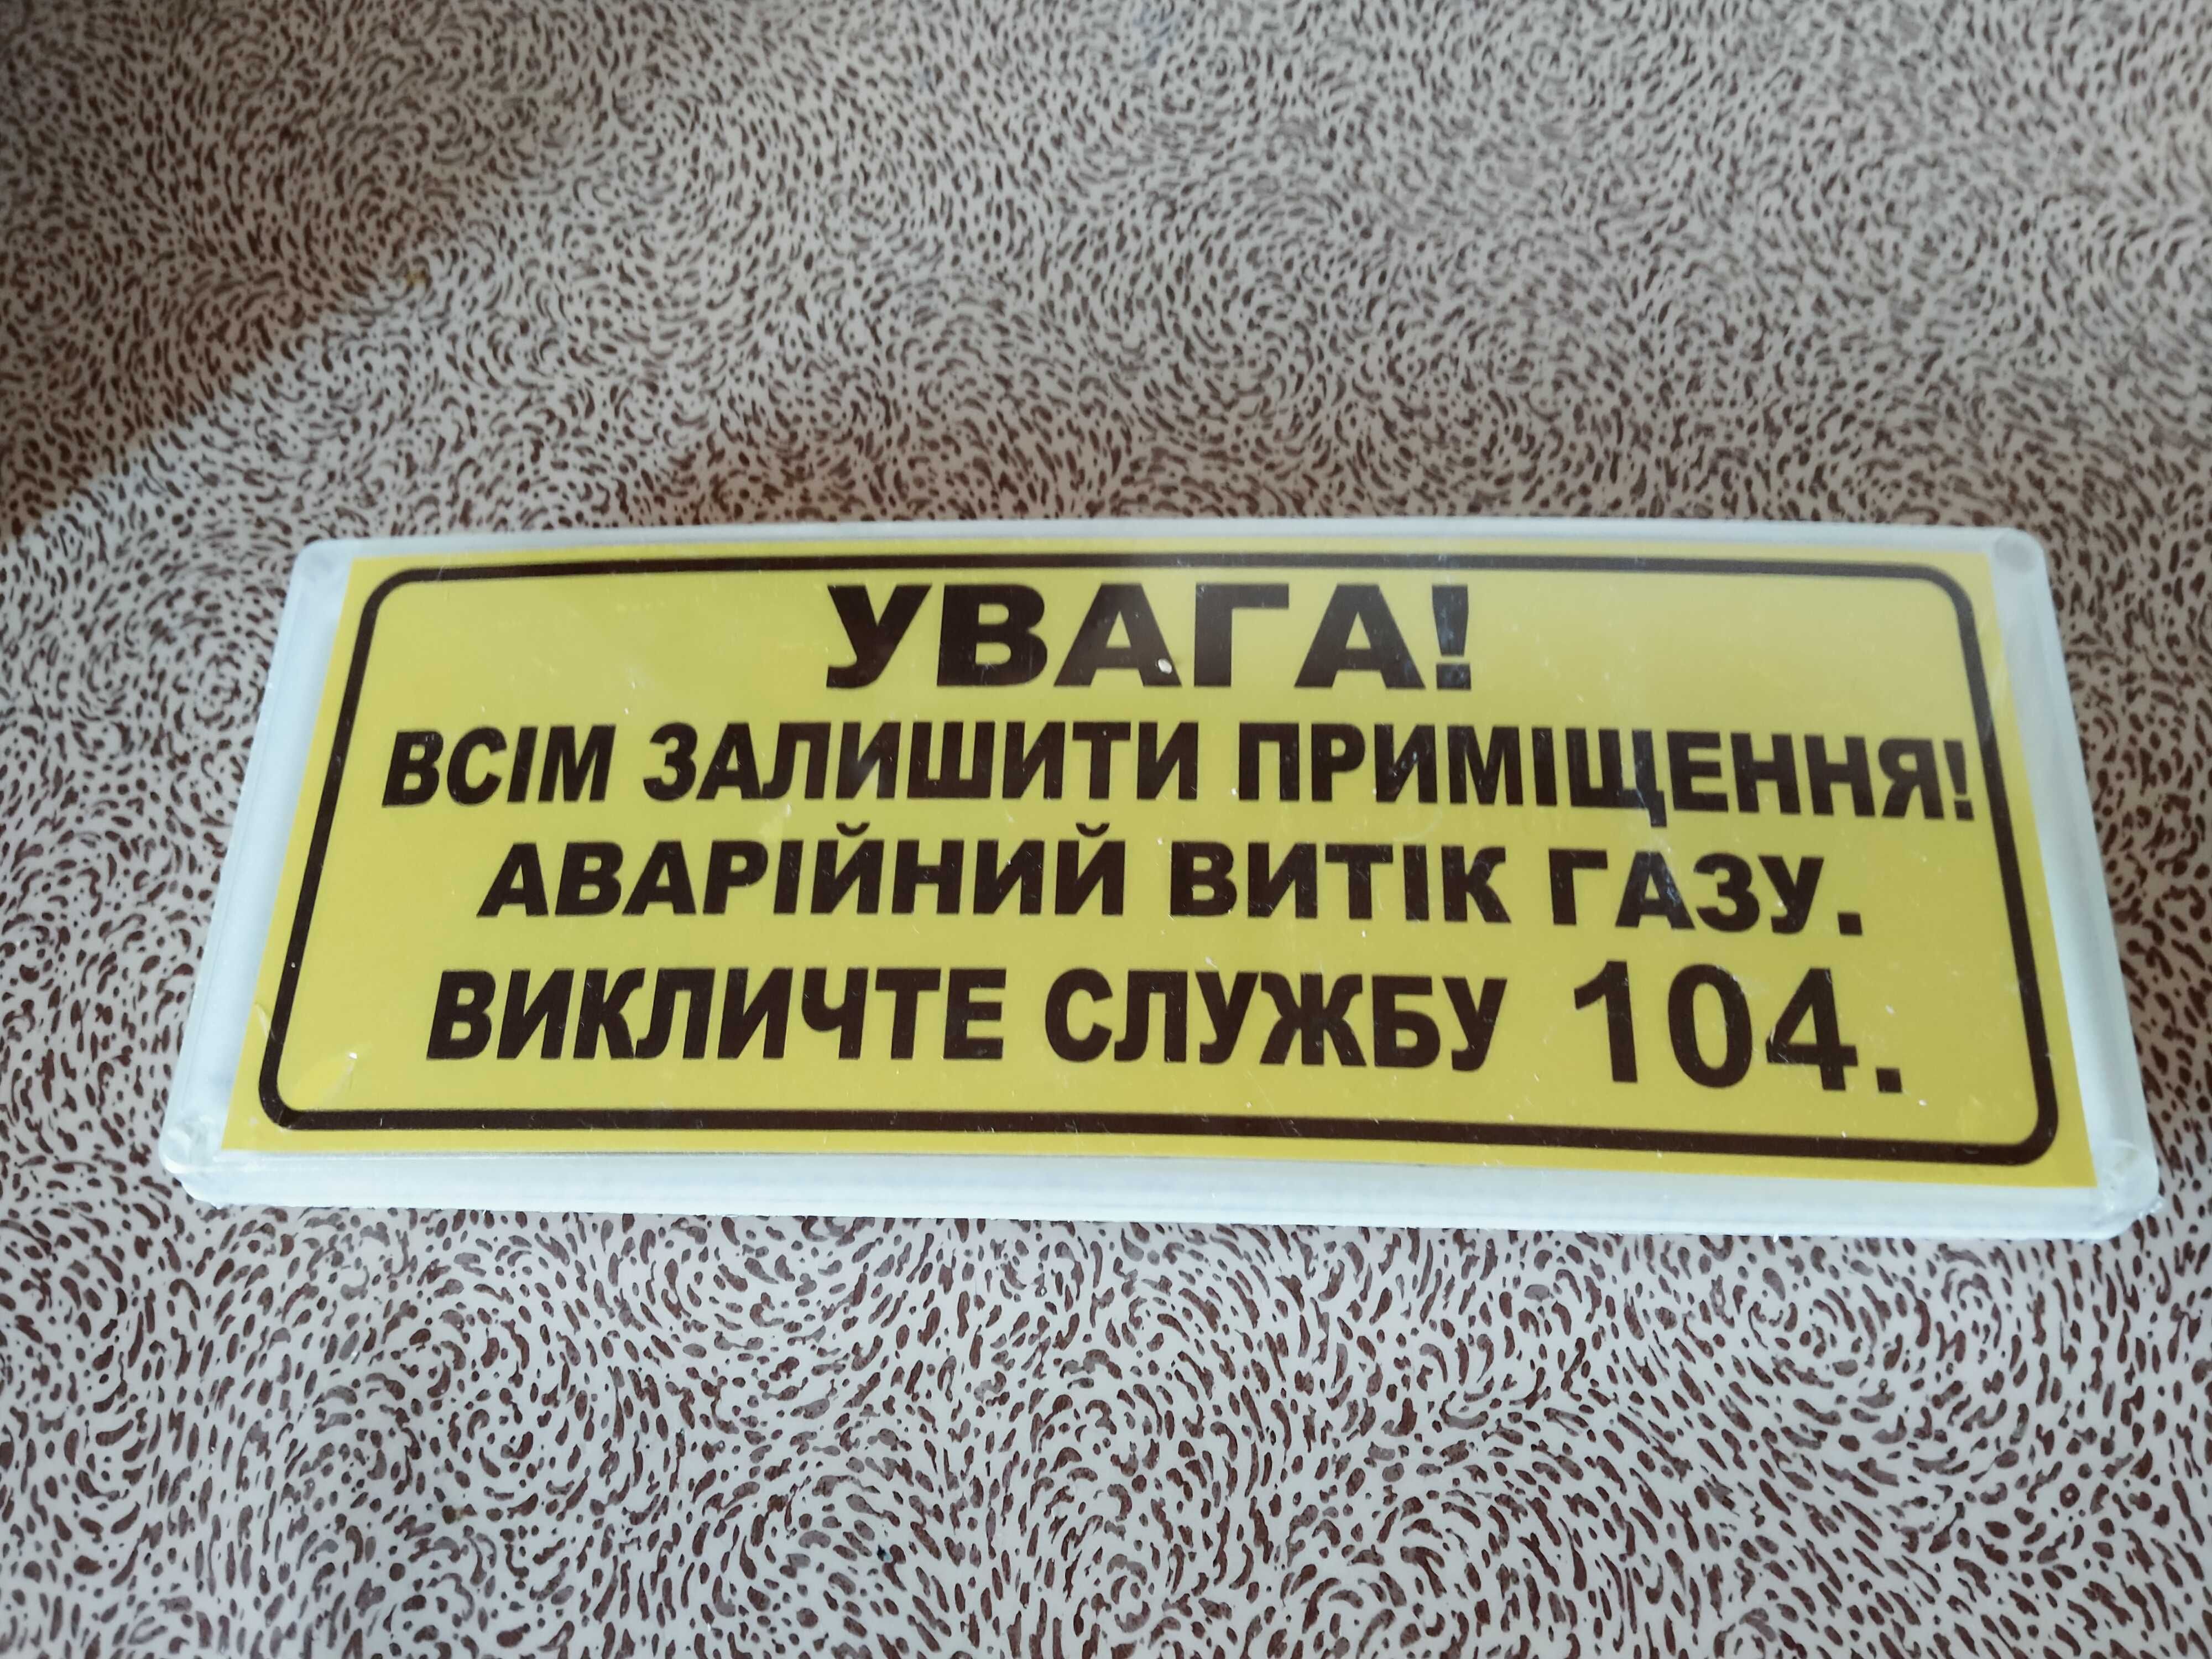 УВАГА!
ВСІМ ЗАЛИШИТИ ПРИМІЩЕННЯ!
АВАРІЙНИЙ ВИТІК ГАЗУ.
ВИКЛИЧТЕ СЛУЖБУ 104.